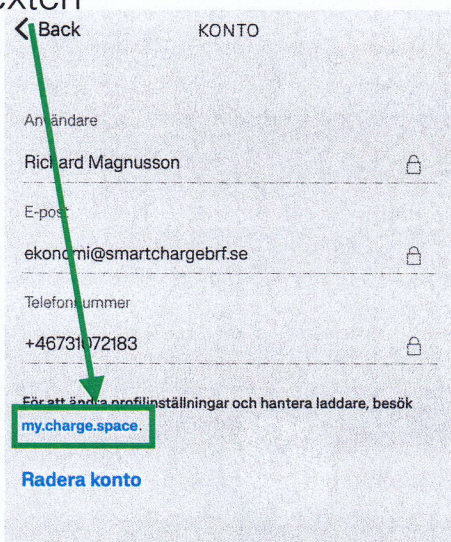 Back
KONTO
Användare
Richard Magnusson
E-post
ekonomi@smartchargebrf.se
Telefonnummer
+46731072183
För att ändra profilinställningar och hantera laddare, besök
my.charge.space.
Radera konto